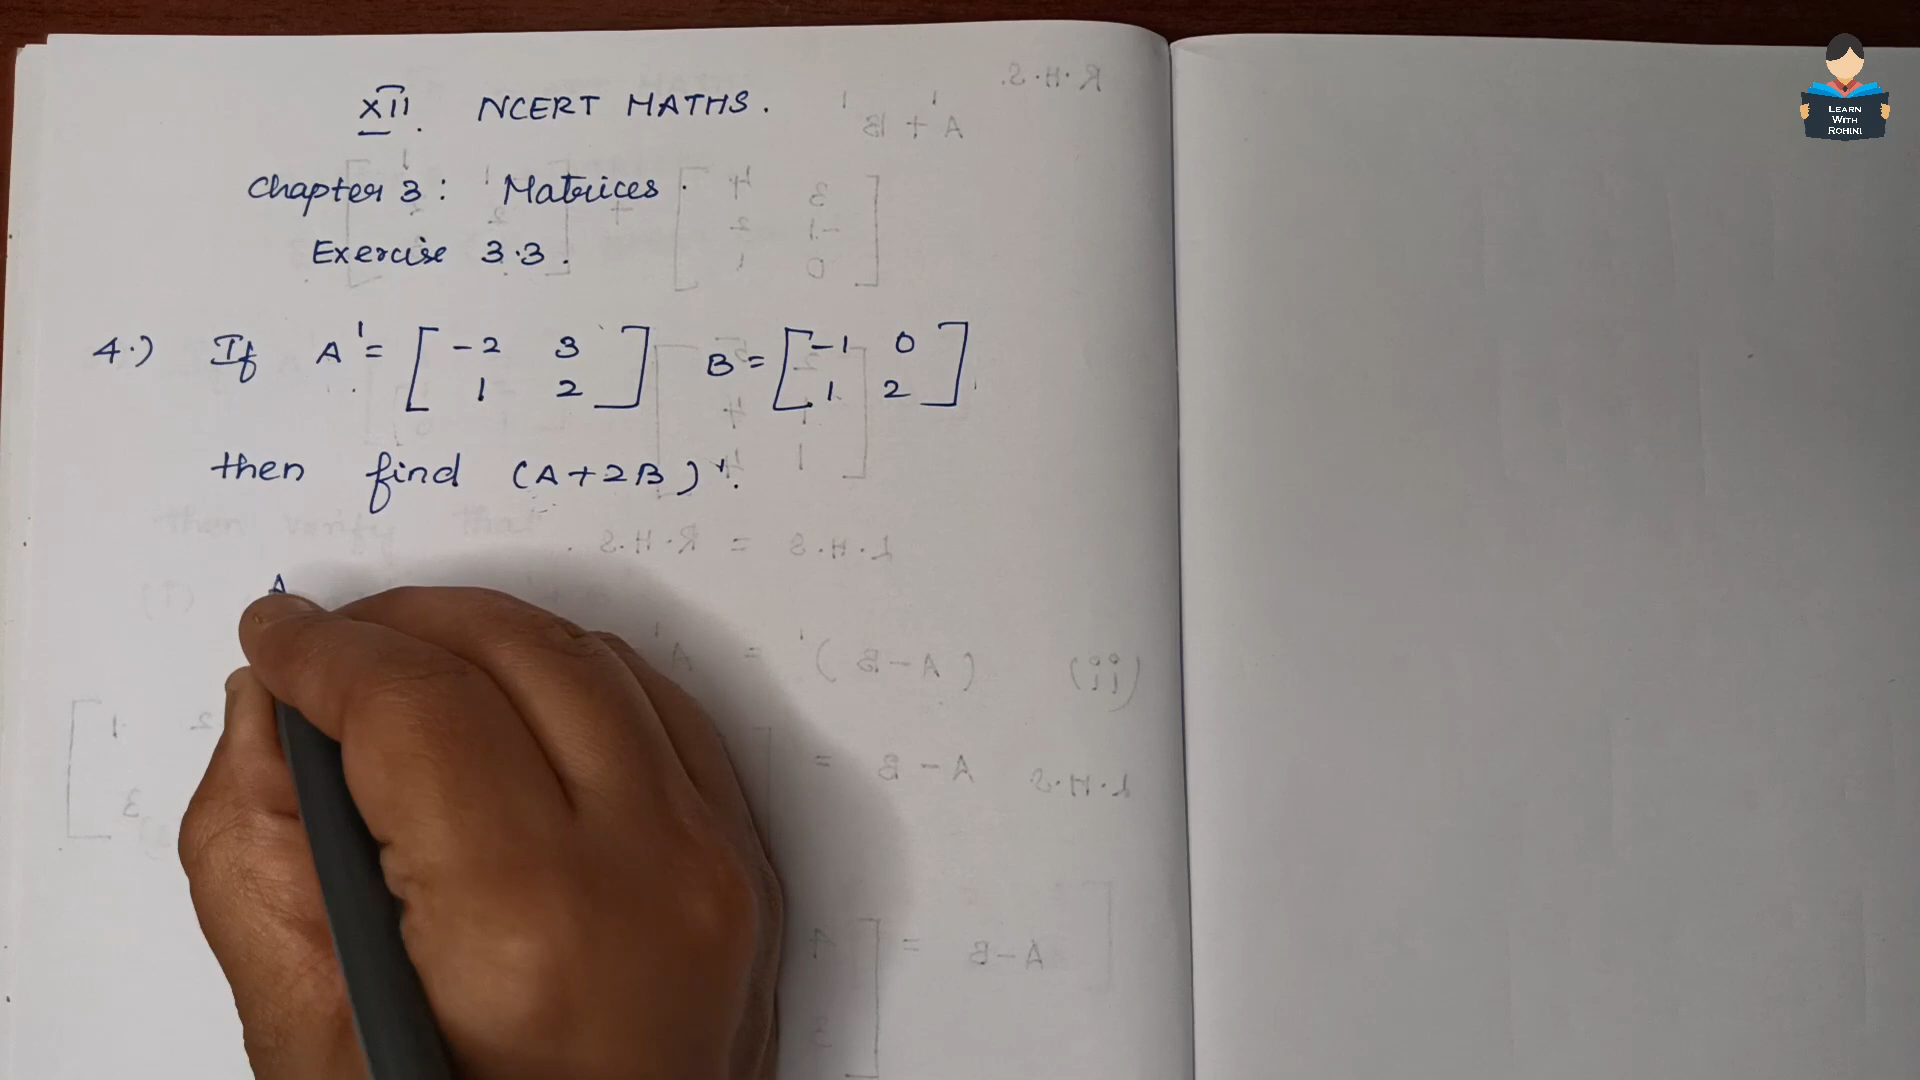 XII. NCERT MATHS.
Chapter 3: Matrices.
Exercise 3.3.
4.) If A' = [ -2 3 B = [ -1 0
1 2 ] 1 2 ]
then find (A+2B)'.
A
LEARN
WITH
ROHINI